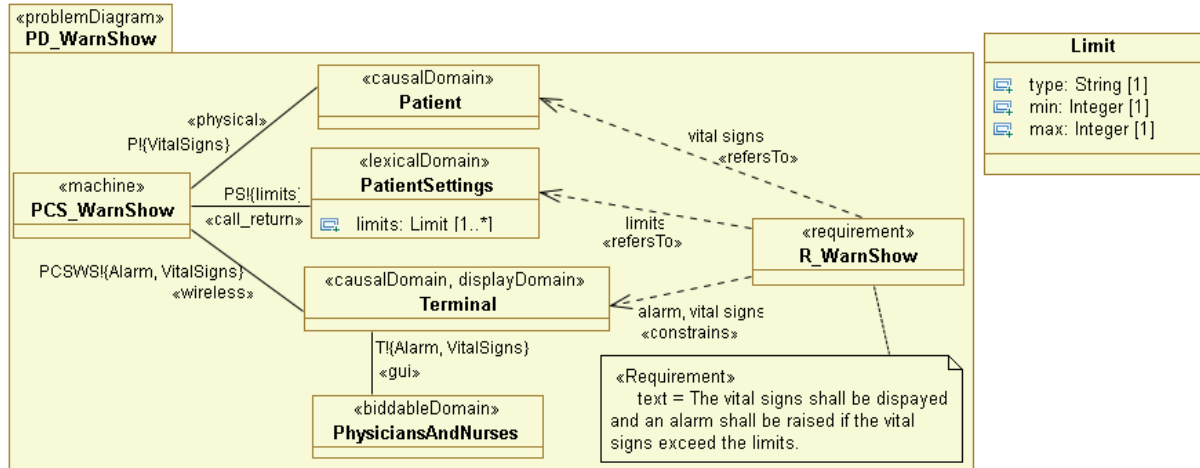 «problemDiagram»
PD_WarnShow
«causalDomain»
Patient
«physical»
P!{VitalSigns}
vital signs
«refersTo»
«lexicalDomain»
PatientSettings
limits: Limit [1..*]
«machine»
PCS_WarnShow
PS!{limits}
«call_return»
limits
«refersTo»
«requirement»
R_WarnShow
PCSWS!{Alarm, VitalSigns}
«wireless»
«causalDomain, displayDomain»
Terminal
alarm, vital signs
«constrains»
T!{Alarm, VitalSigns}
«gui»
«biddableDomain»
PhysiciansAndNurses
«Requirement»
text = The vital signs shall be dispayed
and an alarm shall be raised if the vital
signs exceed the limits.
Limit
type: String [1]
min: Integer [1]
max: Integer [1]